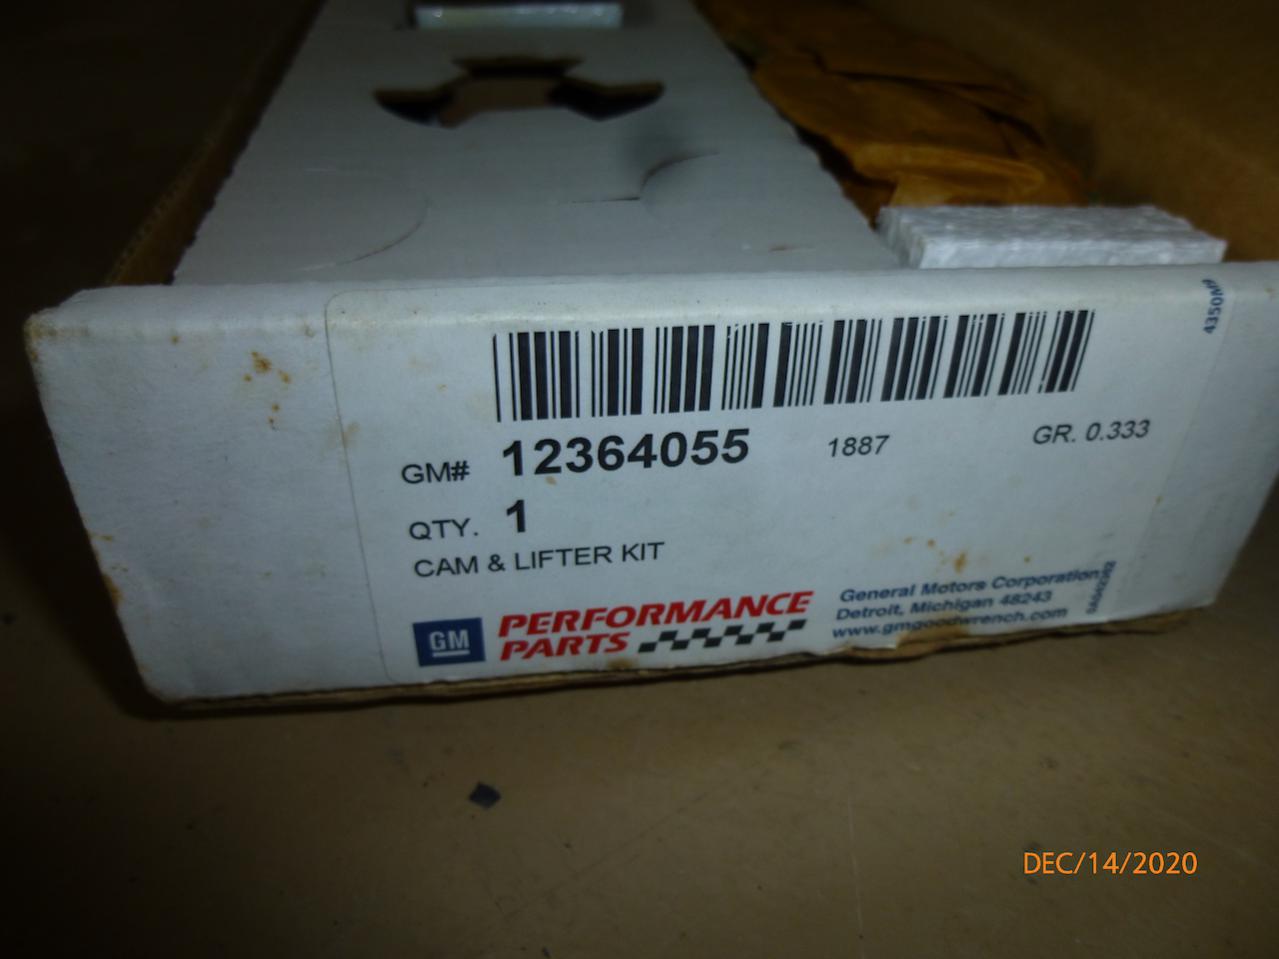 4350MP
GM# 12364055 1887 GR. 0.333
QTY. 1
CAM & LIFTER KIT
GM PERFORMANCE PARTS
General Motors Corporation
Detroit, Michigan 48243
www.gmgoodwrench.com
DEC/14/2020